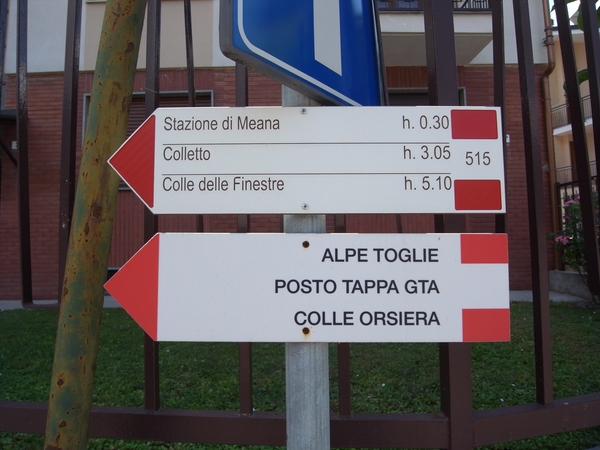 Stazione di Meana h. 0.30
Colletto h. 3.05 515
Colle delle Finestre h. 5.10
ALPE TOGLIE
POSTO TAPPA GTA
COLLE ORSIERA